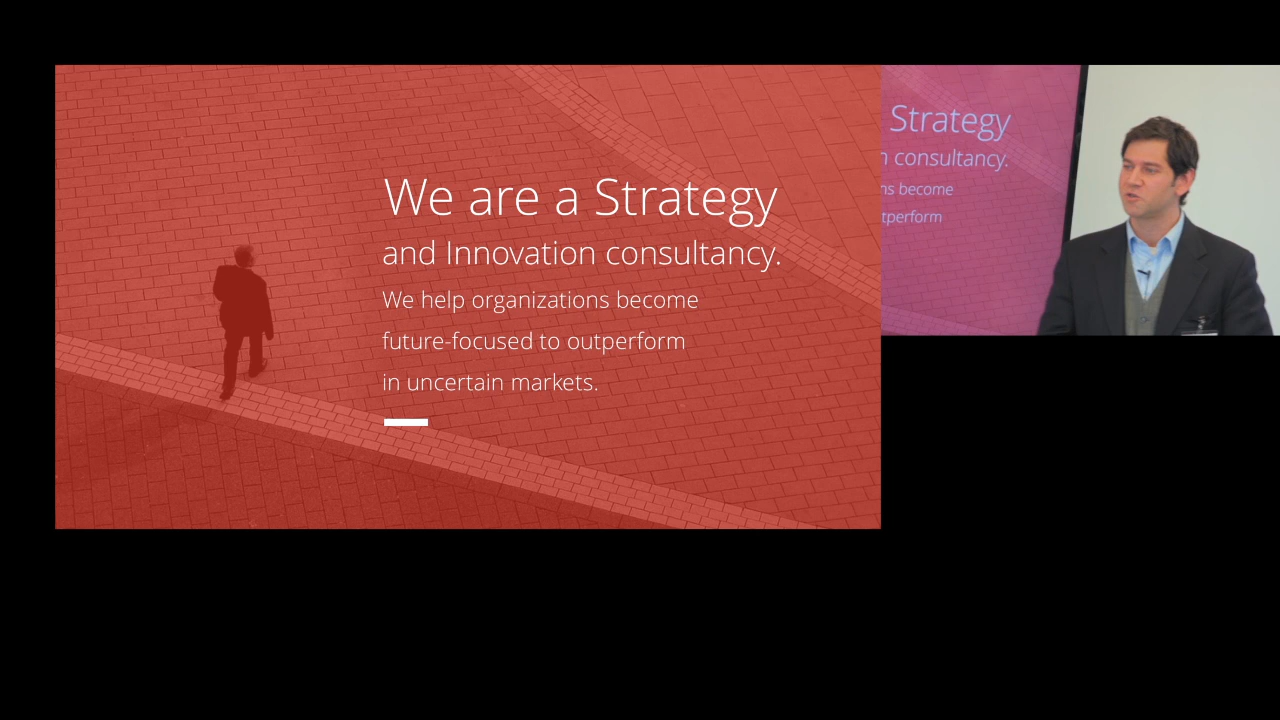 We are a Strategy
and Innovation consultancy.
We help organizations become
future-focused to outperform
in uncertain markets.
Strategy
n consultancy.
ns become
tperform